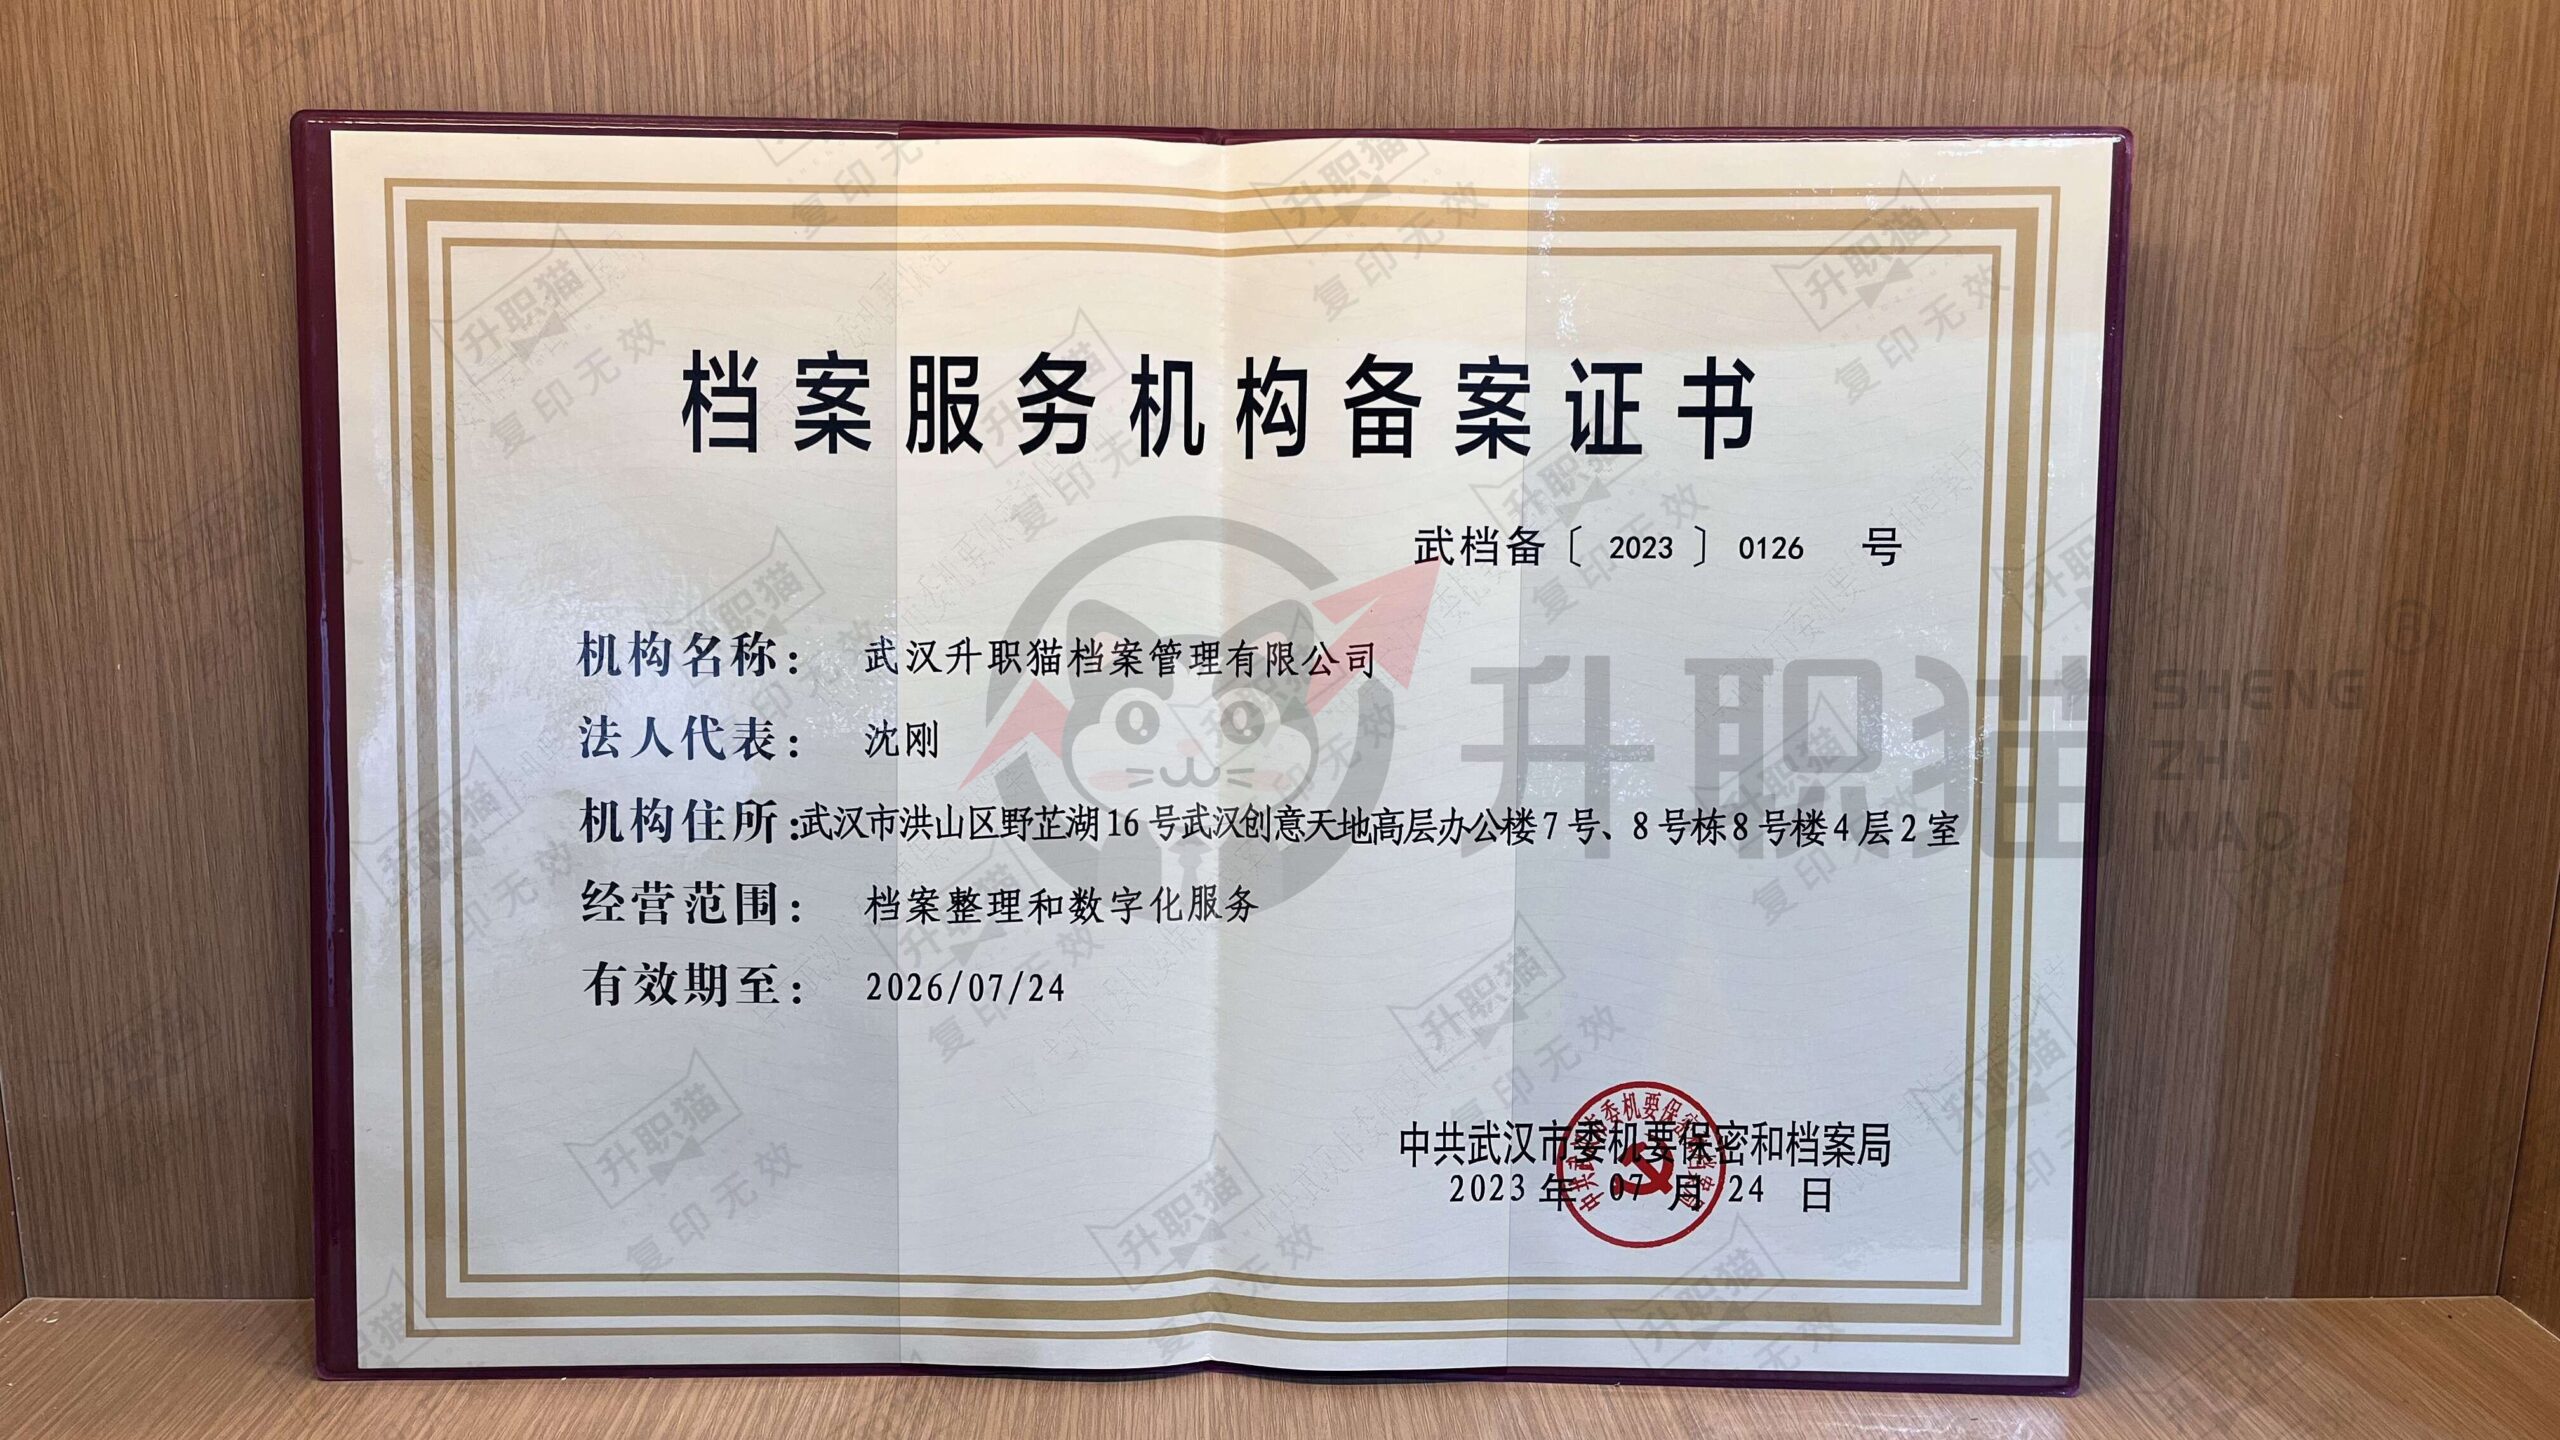 档案服务机构备案证书
武档备〔 2023 〕 0126 号
机构名称： 武汉升职猫档案管理有限公司
法人代表： 沈刚
机构住所：武汉市洪山区野芷湖16号武汉创意天地高层办公楼7号、8号栋8号楼4层2室
经营范围： 档案整理和数字化服务
有效期至： 2026/07/24
中共武汉市委机要保密和档案局
2023 年 07 月 24 日
升职猫
SHENG
ZHI
MAO
®
升职猫
复印无效